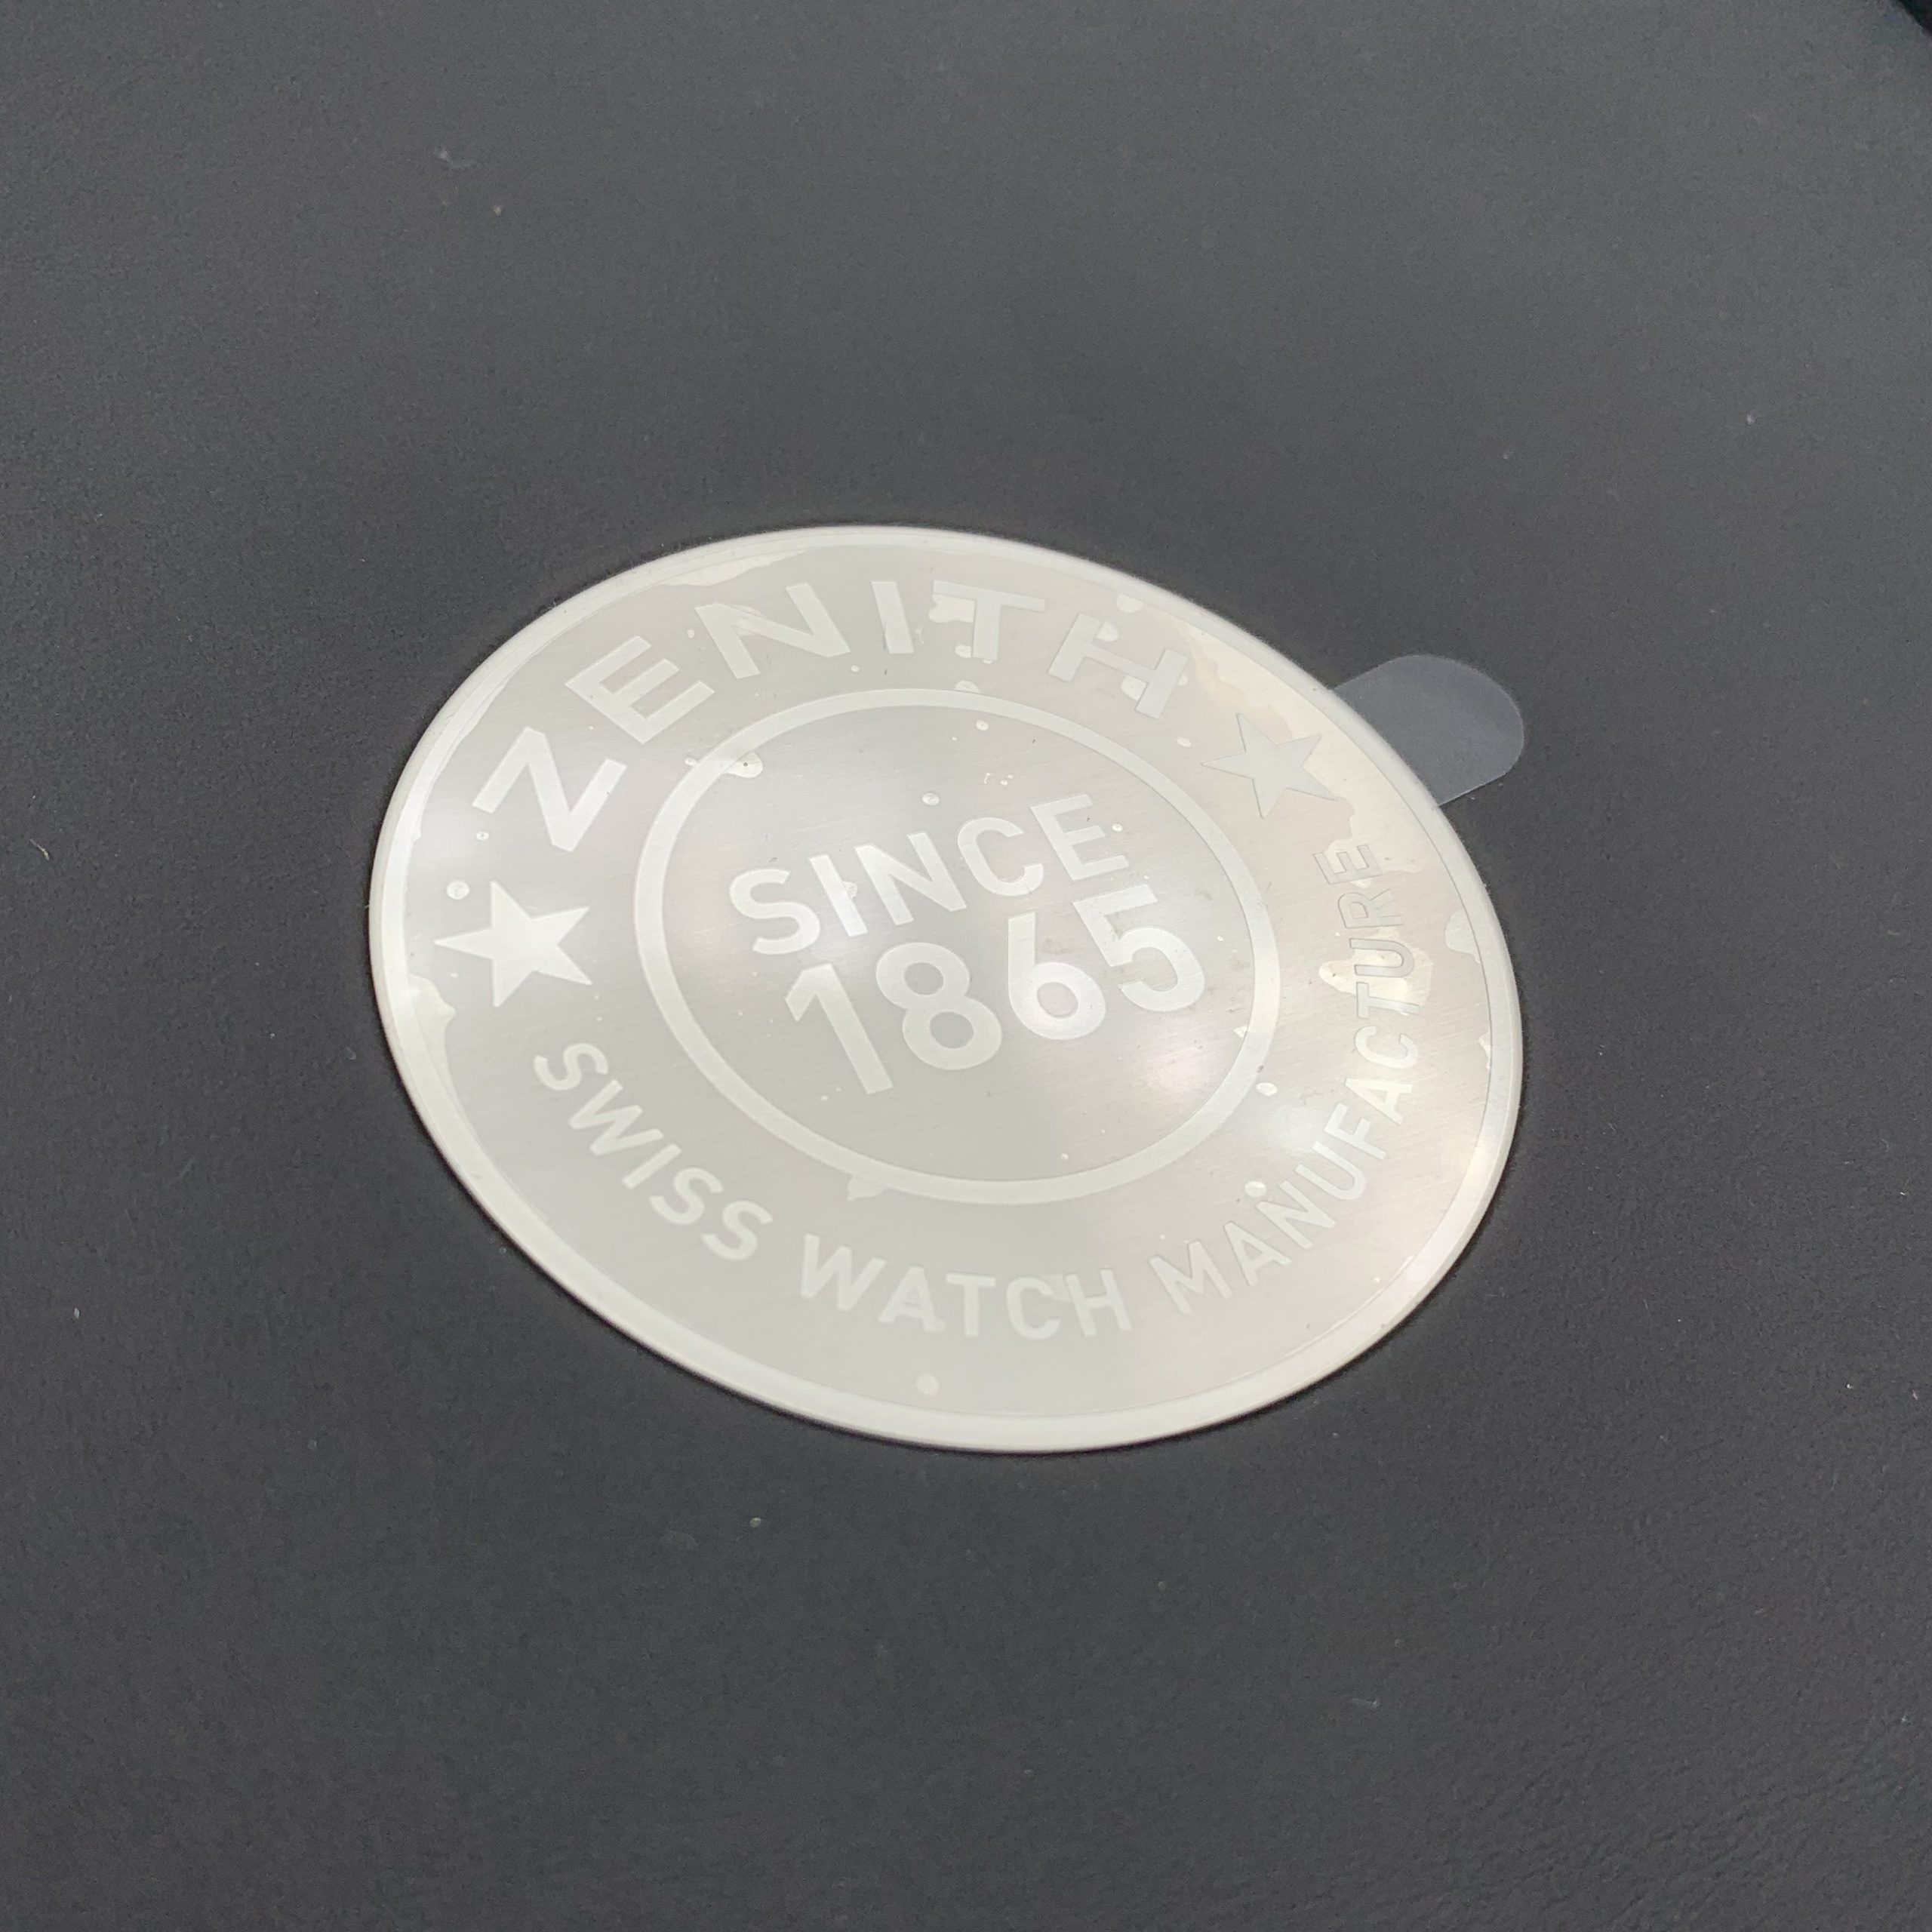 ZENITH
SINCE
1865
SWISS WATCH MANUFACTURE